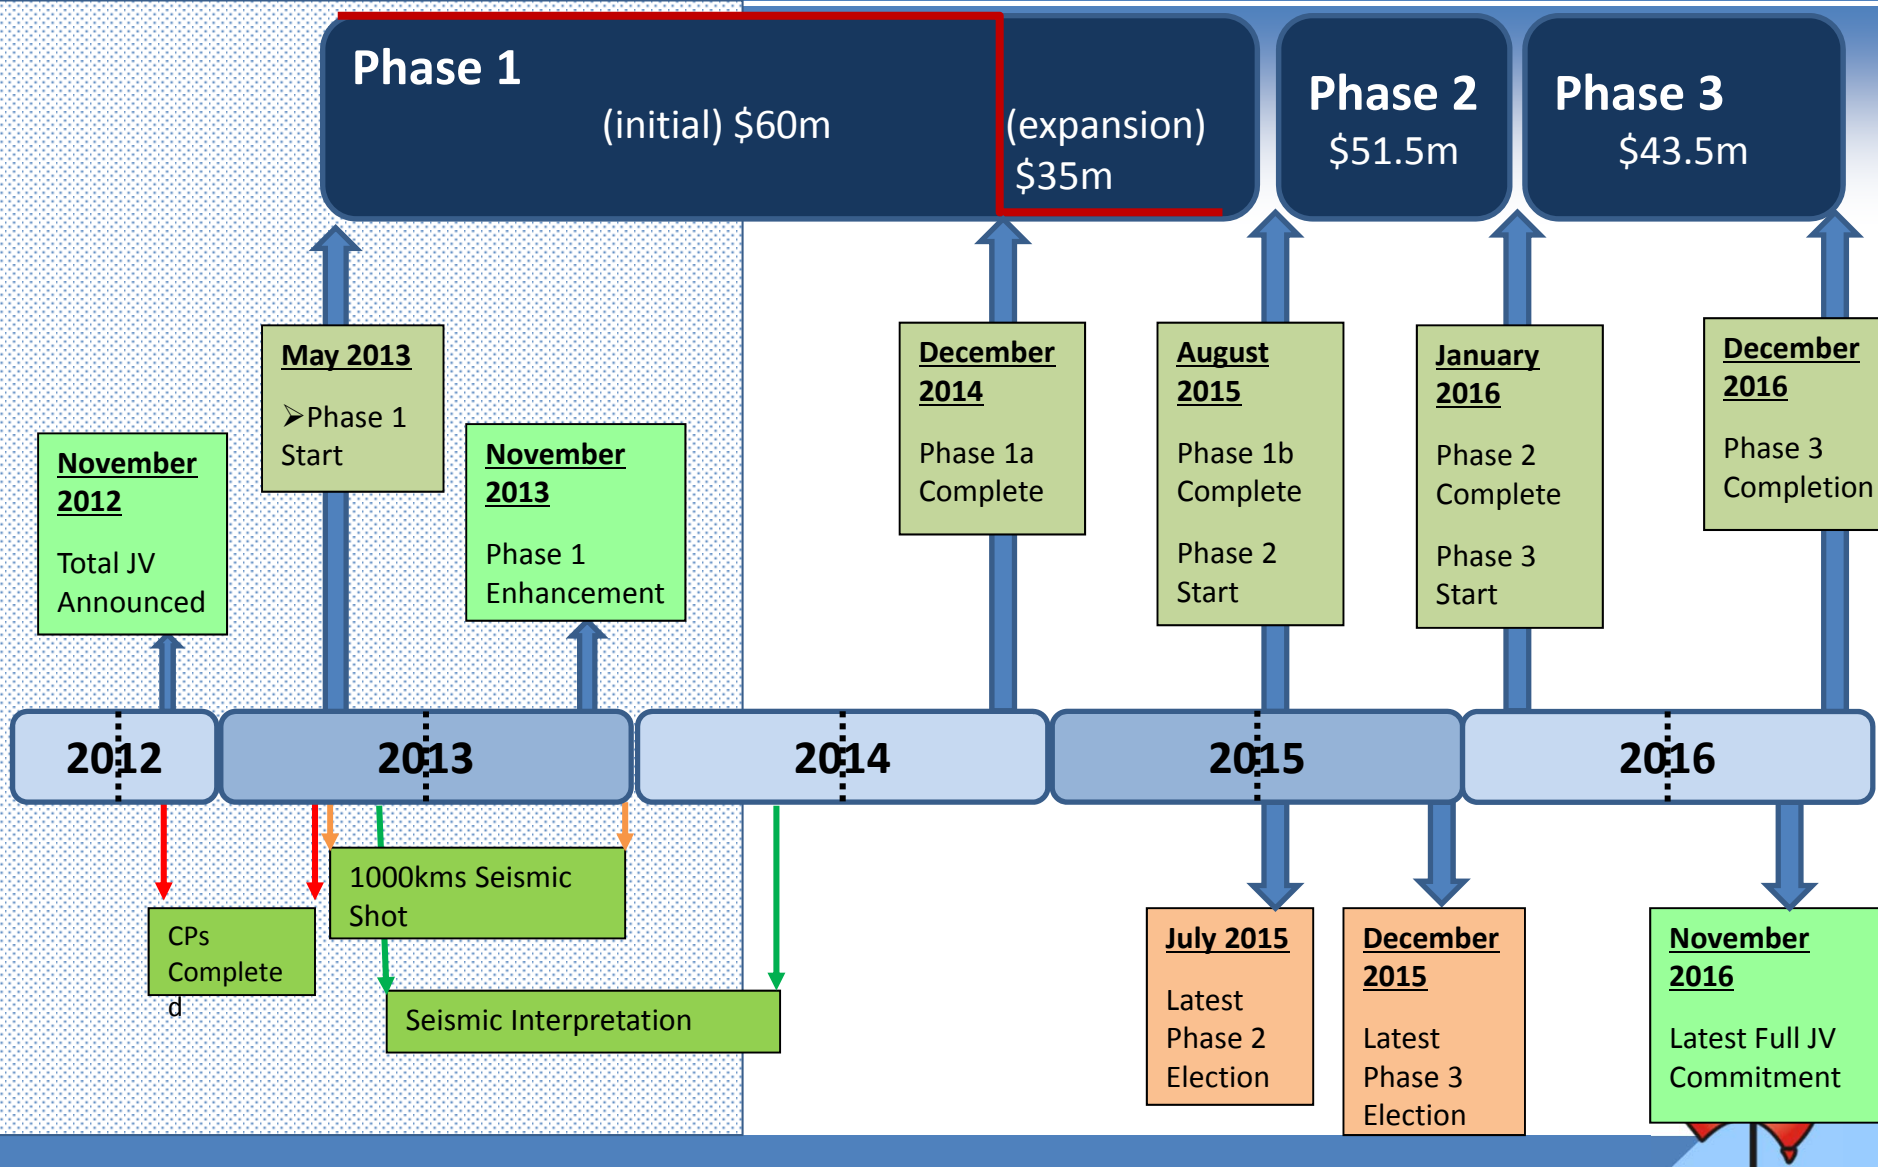 Phase 1
(initial) $60m
(expansion)
$35m
Phase 2
$51.5m
Phase 3
$43.5m
November
2012
Total JV
Announced
May 2013
➢Phase 1
Start
November
2013
Phase 1
Enhancement
December
2014
Phase 1a
Complete
August
2015
Phase 1b
Complete
Phase 2
Start
January
2016
Phase 2
Complete
Phase 3
Start
December
2016
Phase 3
Completion
2012
2013
2014
2015
2016
CPs
Complete
d
1000kms Seismic
Shot
Seismic Interpretation
July 2015
Latest
Phase 2
Election
December
2015
Latest
Phase 3
Election
November
2016
Latest Full JV
Commitment